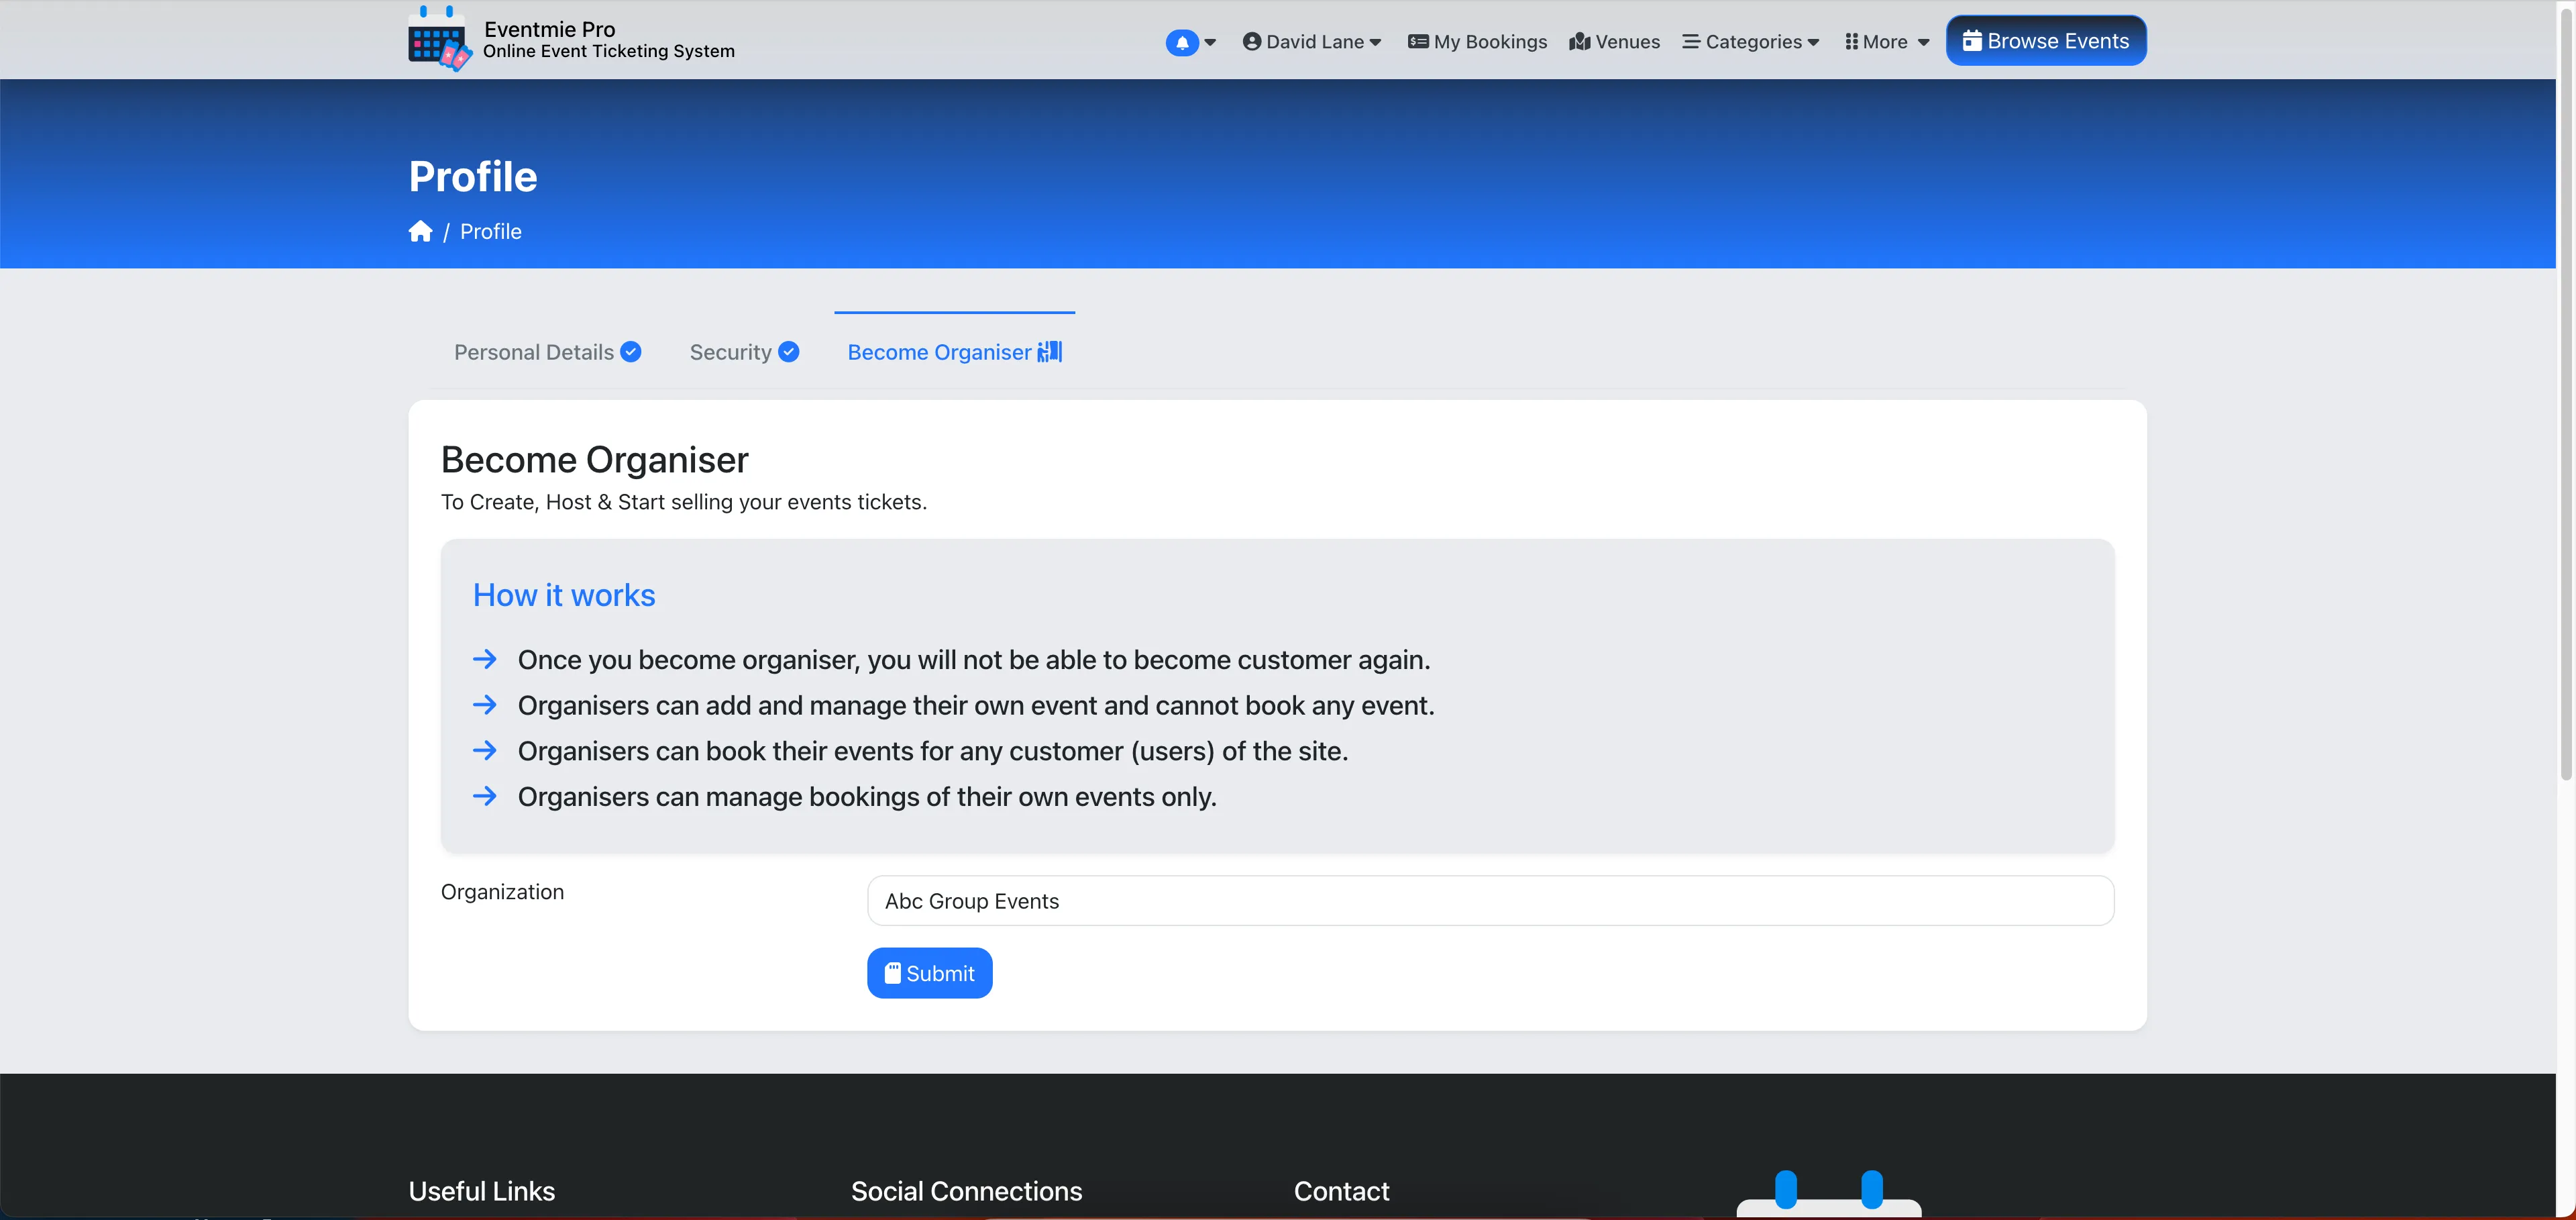 Eventmie Pro
Online Event Ticketing System
David Lane
My Bookings
Venues
Categories
More
Browse Events
Profile
/ Profile
Personal Details
Security
Become Organiser
Become Organiser
To Create, Host & Start selling your events tickets.
How it works
Once you become organiser, you will not be able to become customer again.
Organisers can add and manage their own event and cannot book any event.
Organisers can book their events for any customer (users) of the site.
Organisers can manage bookings of their own events only.
Organization
Abc Group Events
Submit
Useful Links
Social Connections
Contact